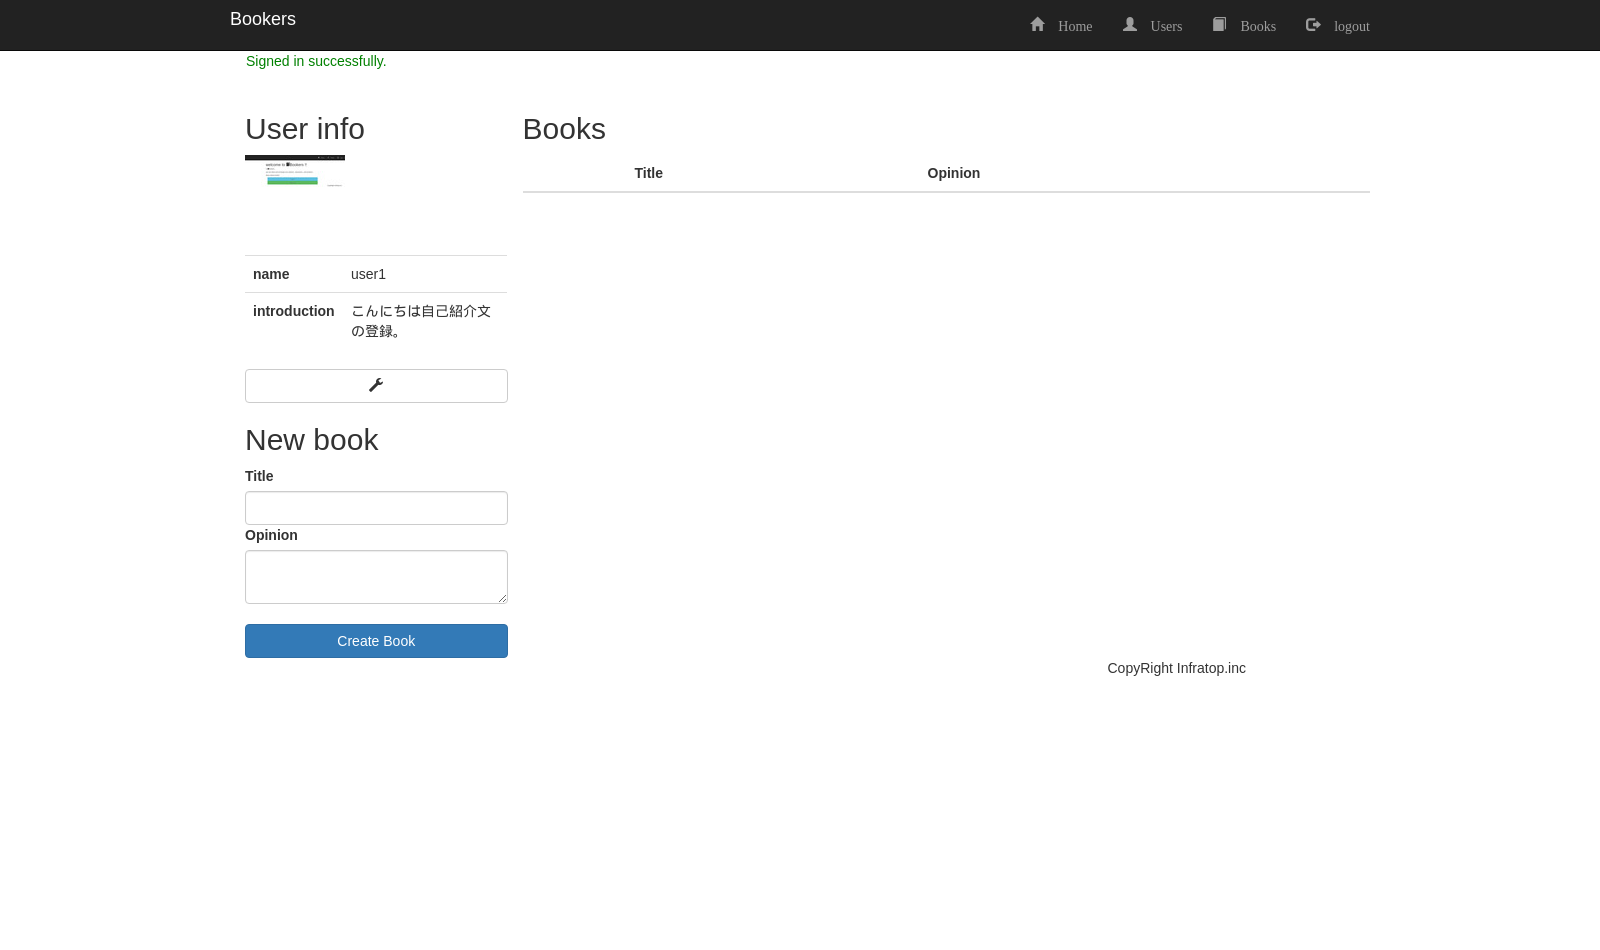 Bookers
Home Users Books logout
Signed in successfully.
User info
name user1
introduction こんにちは自己紹介文
の登録。
New book
Title
Opinion
Create Book
Books
Title Opinion
CopyRight Infratop.inc